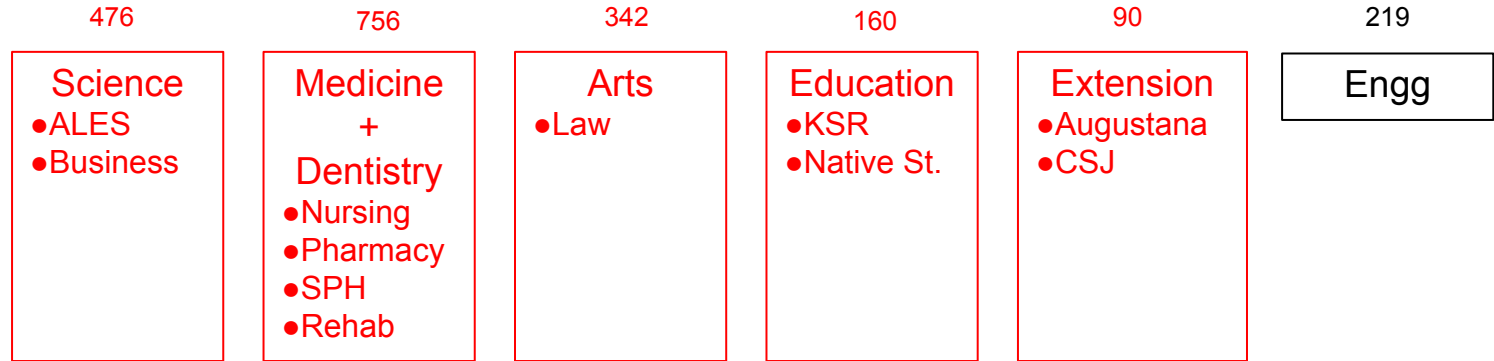 476
Science
●ALES
●Business
756
Medicine
+
Dentistry
●Nursing
●Pharmacy
●SPH
●Rehab
342
Arts
●Law
160
Education
●KSR
●Native St.
90
Extension
●Augustana
●CSJ
219
Engg